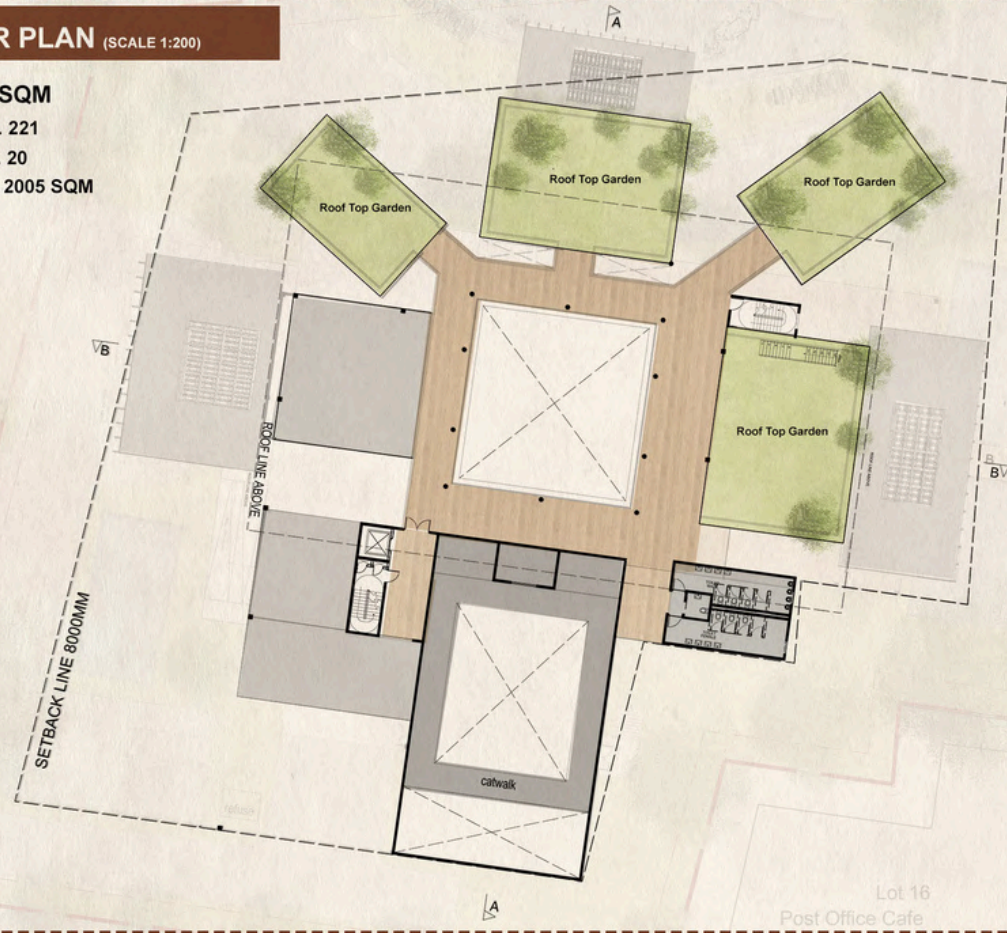 R PLAN (SCALE 1:200)
SQM
. 221
. 20
2005 SQM
A
Roof Top Garden
Roof Top Garden
Roof Top Garden
B
Roof Top Garden
ROOF LINE ABOVE
B
B
SETBACK LINE 8000MM
catwalk
A
Lot 16
Post Office Cafe